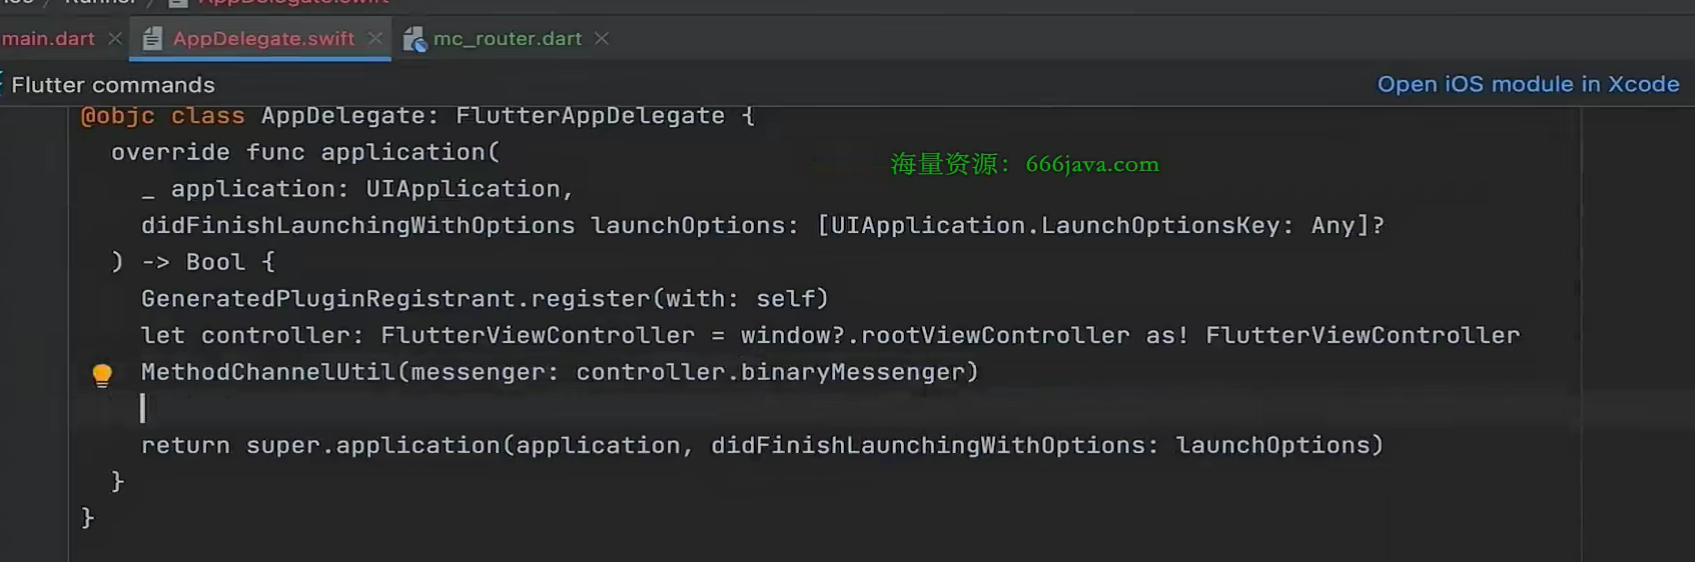 ios / Runner / AppDelegate.swift
main.dart AppDelegate.swift mc_router.dart
Flutter commands Open iOS module in Xcode
@objc class AppDelegate: FlutterAppDelegate {
override func application(
海量资源：666java.com
_ application: UIApplication,
didFinishLaunchingWithOptions launchOptions: [UIApplication.LaunchOptionsKey: Any]?
) -> Bool {
GeneratedPluginRegistrant.register(with: self)
let controller: FlutterViewController = window?.rootViewController as! FlutterViewController
MethodChannelUtil(messenger: controller.binaryMessenger)
return super.application(application, didFinishLaunchingWithOptions: launchOptions)
}
}